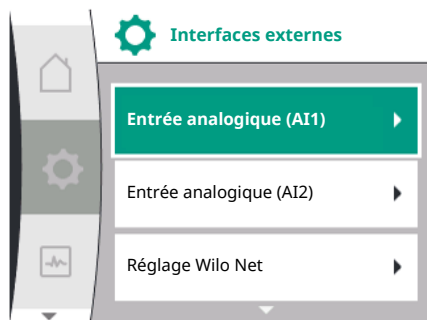 Interfaces externes
Entrée analogique (AI1)
Entrée analogique (AI2)
Réglage Wilo Net